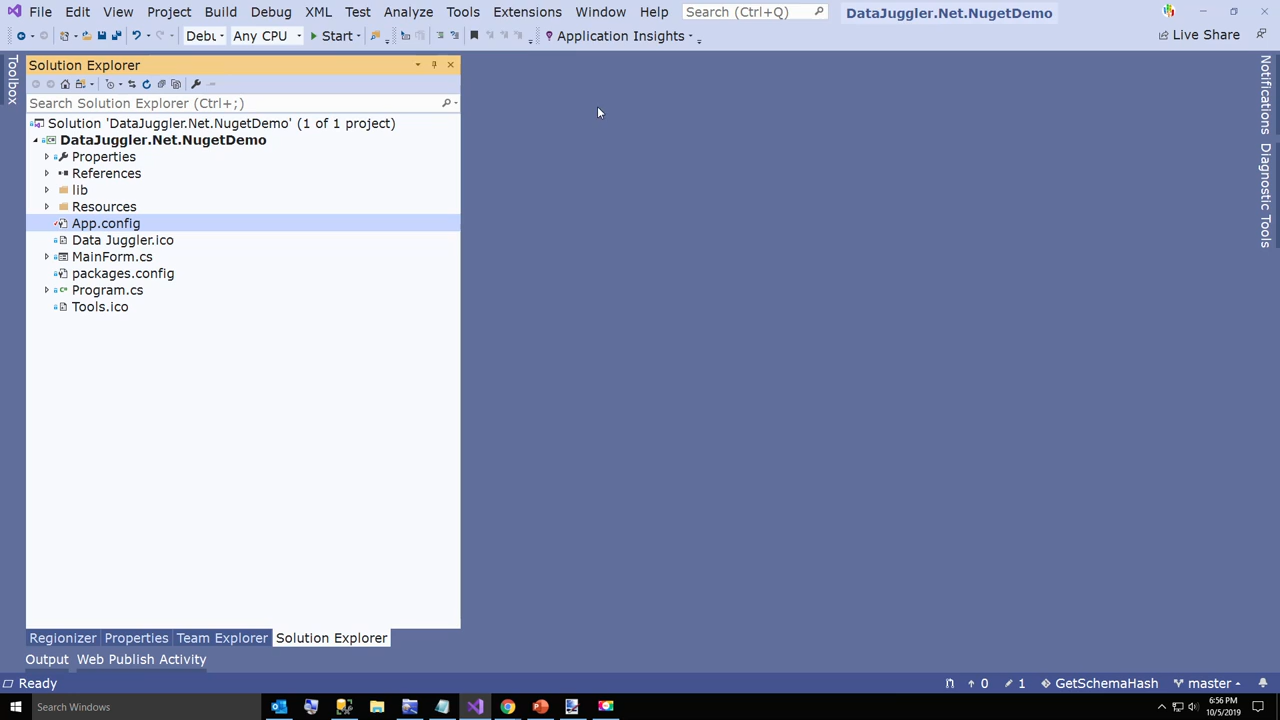 File Edit View Project Build Debug XML Test Analyze Tools Extensions Window Help Search (Ctrl+Q) DataJuggler.Net.NugetDemo
Debu Any CPU Start Application Insights Live Share
Toolbox
Solution Explorer
Search Solution Explorer (Ctrl+;)
Solution 'DataJuggler.Net.NugetDemo' (1 of 1 project)
DataJuggler.Net.NugetDemo
Properties
References
lib
Resources
App.config
Data Juggler.ico
MainForm.cs
packages.config
Program.cs
Tools.ico
Notifications
Diagnostic Tools
Regionizer Properties Team Explorer Solution Explorer
Output Web Publish Activity
Ready 0 1 GetSchemaHash master
Search Windows 6:56 PM
10/5/2019